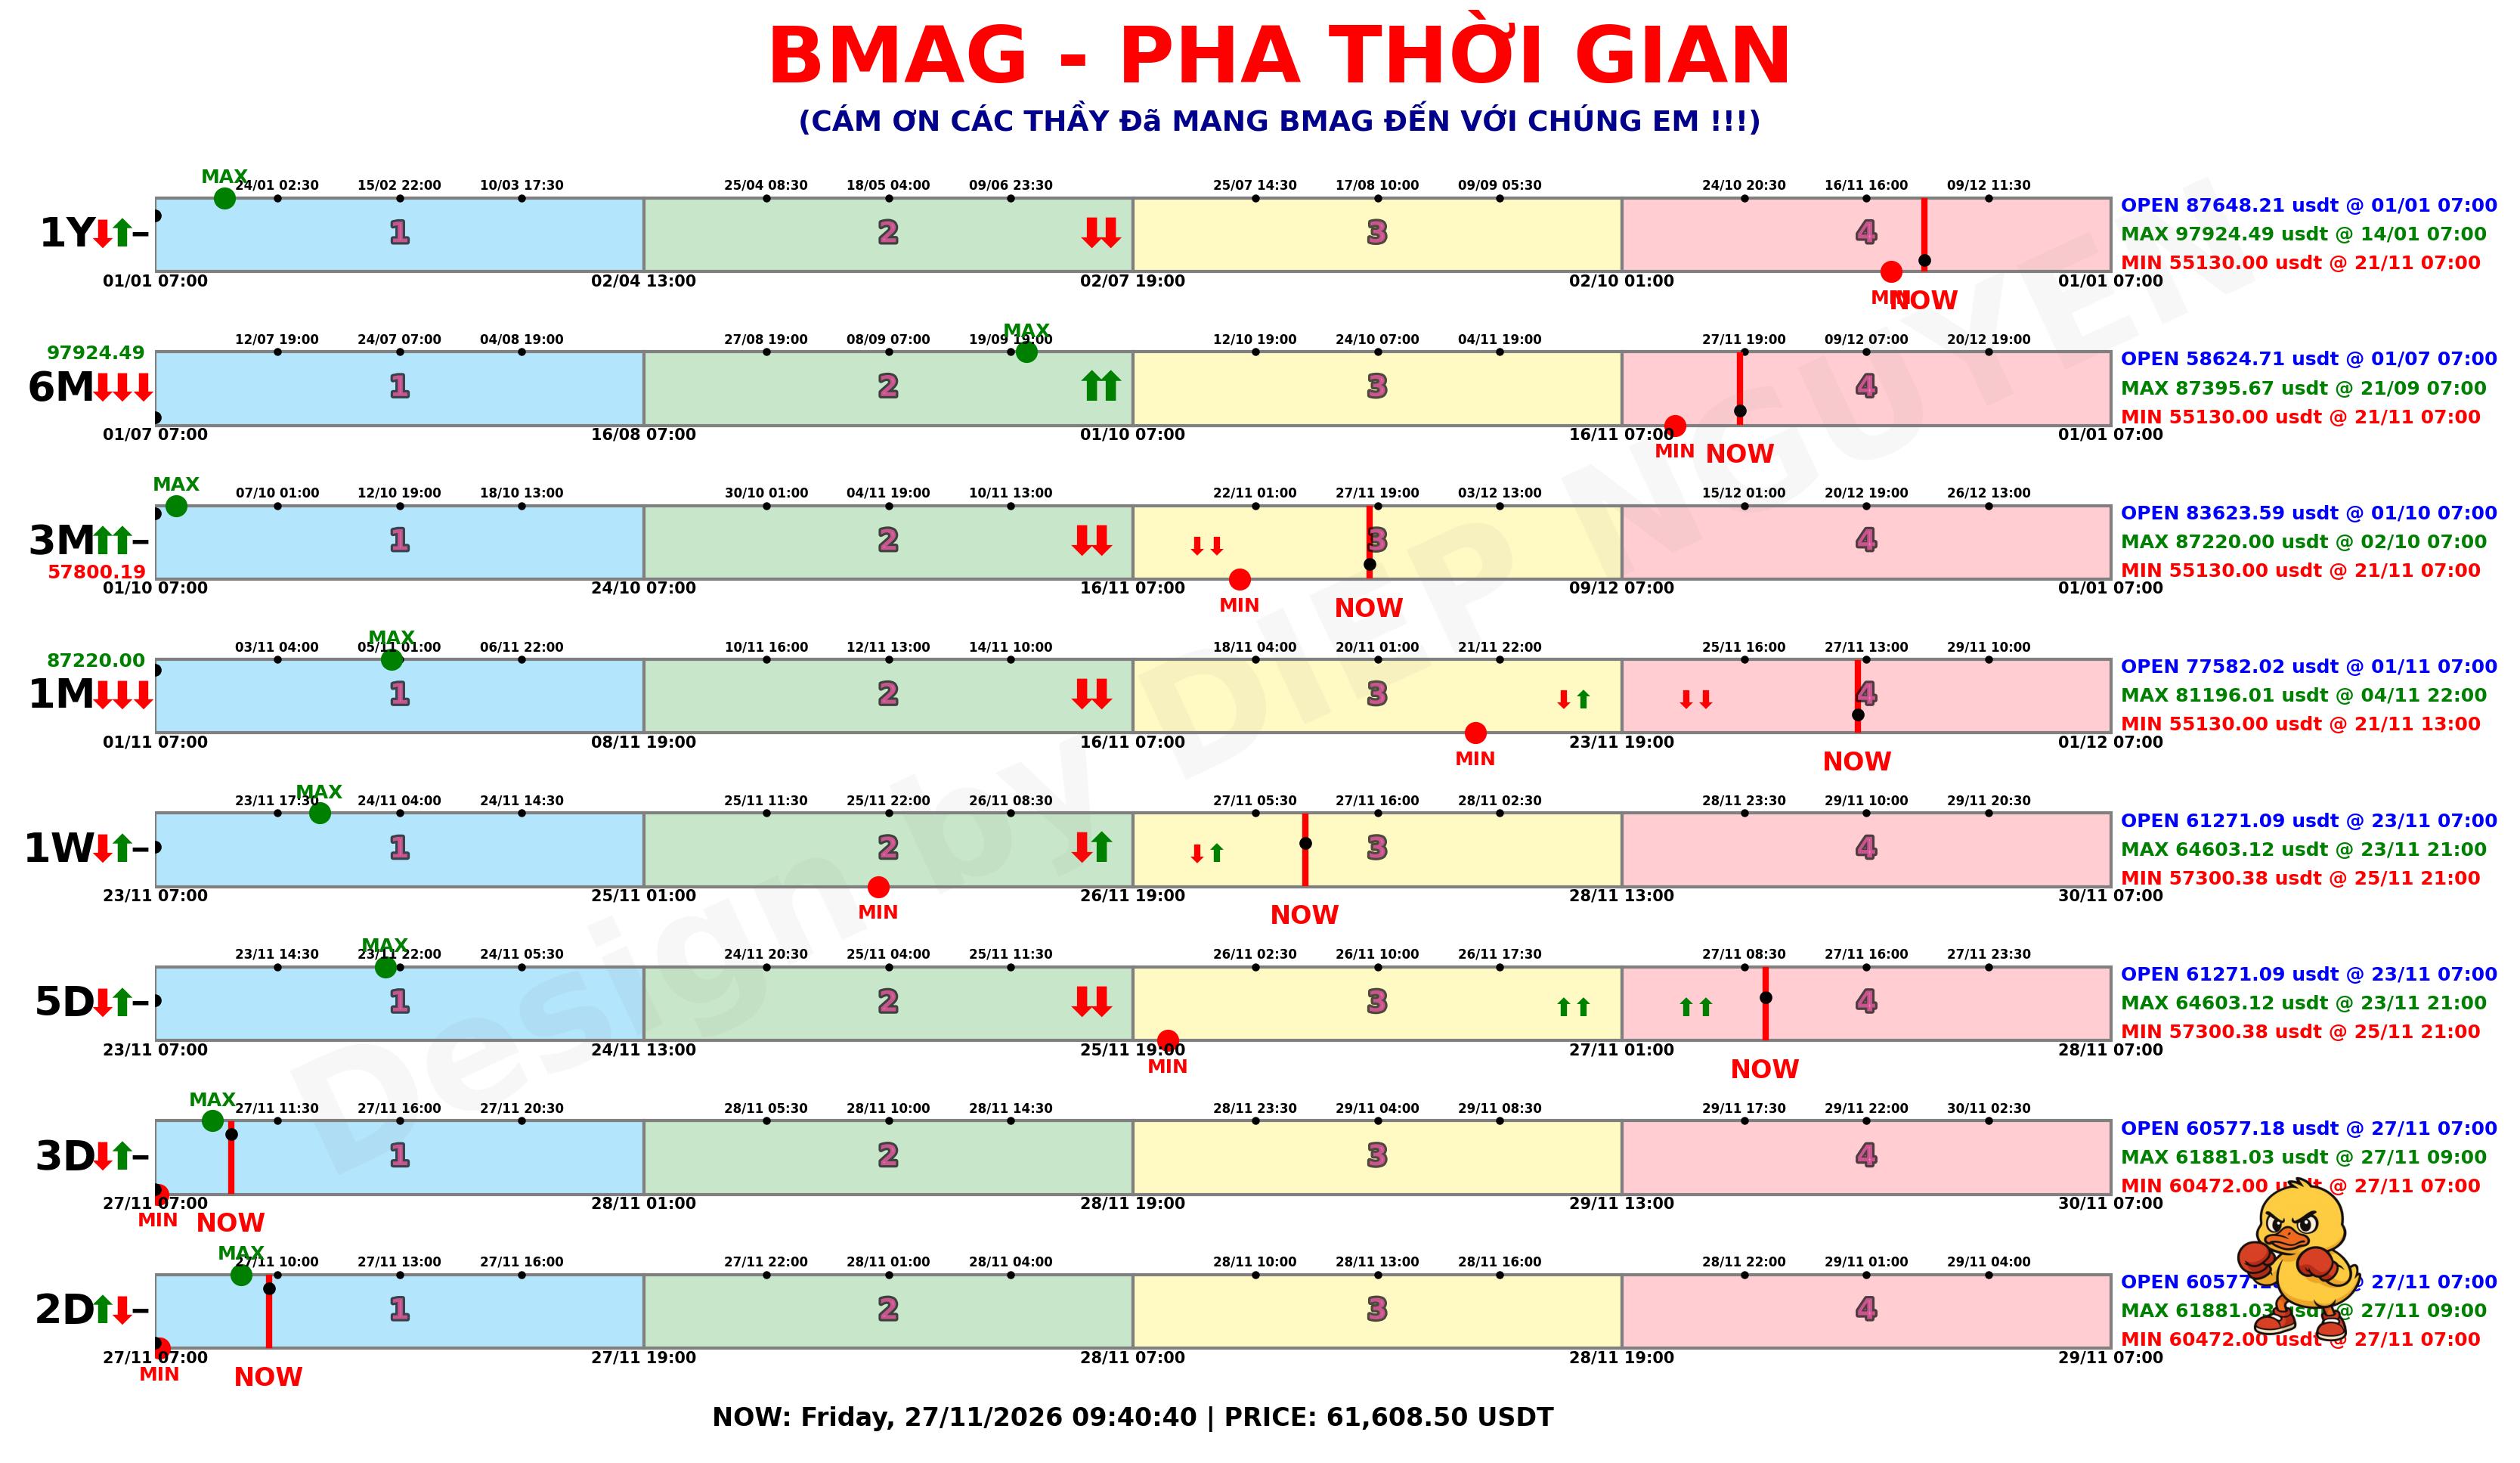 BMAG - PHA THỜI GIAN
(CÁM ƠN CÁC THẦY Đã MANG BMAG ĐẾN VỚI CHÚNG EM !!!)
MAX
24/01 02:30 15/02 22:00 10/03 17:30 25/04 08:30 18/05 04:00 09/06 23:30 25/07 14:30 17/08 10:00 09/09 05:30 24/10 20:30 16/11 16:00 09/12 11:30
OPEN 87648.21 usdt @ 01/01 07:00
1Y 1 2 3 4 MAX 97924.49 usdt @ 14/01 07:00
MIN 55130.00 usdt @ 21/11 07:00
01/01 07:00 02/04 13:00 02/07 19:00 02/10 01:00 01/01 07:00
MIN NOW
MAX
12/07 19:00 24/07 07:00 04/08 19:00 27/08 19:00 08/09 07:00 19/09 19:00 12/10 19:00 24/10 07:00 04/11 19:00 27/11 19:00 09/12 07:00 20/12 19:00
97924.49 OPEN 58624.71 usdt @ 01/07 07:00
6M 1 2 3 4 MAX 87395.67 usdt @ 21/09 07:00
MIN 55130.00 usdt @ 21/11 07:00
01/07 07:00 16/08 07:00 01/10 07:00 16/11 07:00 01/01 07:00
MIN NOW
MAX
07/10 01:00 12/10 19:00 18/10 13:00 30/10 01:00 04/11 19:00 10/11 13:00 22/11 01:00 27/11 19:00 03/12 13:00 15/12 01:00 20/12 19:00 26/12 13:00
OPEN 83623.59 usdt @ 01/10 07:00
3M 1 2 3 4 MAX 87220.00 usdt @ 02/10 07:00
57800.19 MIN 55130.00 usdt @ 21/11 07:00
01/10 07:00 24/10 07:00 16/11 07:00 09/12 07:00 01/01 07:00
MIN NOW
MAX
03/11 04:00 05/11 01:00 06/11 22:00 10/11 16:00 12/11 13:00 14/11 10:00 18/11 04:00 20/11 01:00 21/11 22:00 25/11 16:00 27/11 13:00 29/11 10:00
87220.00 OPEN 77582.02 usdt @ 01/11 07:00
1M 1 2 3 4 MAX 81196.01 usdt @ 04/11 22:00
MIN 55130.00 usdt @ 21/11 13:00
01/11 07:00 08/11 19:00 16/11 07:00 23/11 19:00 01/12 07:00
MIN NOW
MAX
23/11 17:30 24/11 04:00 24/11 14:30 25/11 11:30 25/11 22:00 26/11 08:30 27/11 05:30 27/11 16:00 28/11 02:30 28/11 23:30 29/11 10:00 29/11 20:30
OPEN 61271.09 usdt @ 23/11 07:00
1W 1 2 3 4 MAX 64603.12 usdt @ 23/11 21:00
MIN 57300.38 usdt @ 25/11 21:00
23/11 07:00 25/11 01:00 26/11 19:00 28/11 13:00 30/11 07:00
MIN NOW
MAX
23/11 14:30 23/11 22:00 24/11 05:30 24/11 20:30 25/11 04:00 25/11 11:30 26/11 02:30 26/11 10:00 26/11 17:30 27/11 08:30 27/11 16:00 27/11 23:30
OPEN 61271.09 usdt @ 23/11 07:00
5D 1 2 3 4 MAX 64603.12 usdt @ 23/11 21:00
MIN 57300.38 usdt @ 25/11 21:00
23/11 07:00 24/11 13:00 25/11 19:00 27/11 01:00 28/11 07:00
MIN NOW
MAX
27/11 11:30 27/11 16:00 27/11 20:30 28/11 05:30 28/11 10:00 28/11 14:30 28/11 23:30 29/11 04:00 29/11 08:30 29/11 17:30 29/11 22:00 30/11 02:30
OPEN 60577.18 usdt @ 27/11 07:00
3D 1 2 3 4 MAX 61881.03 usdt @ 27/11 09:00
MIN 60472.00 usdt @ 27/11 07:00
27/11 07:00 28/11 01:00 28/11 19:00 29/11 13:00 30/11 07:00
MIN NOW
MAX
27/11 10:00 27/11 13:00 27/11 16:00 27/11 22:00 28/11 01:00 28/11 04:00 28/11 10:00 28/11 13:00 28/11 16:00 28/11 22:00 29/11 01:00 29/11 04:00
OPEN 27/11 07:00
2D 1 2 3 4 MAX 61881.03 usdt @ 27/11 09:00
MIN 60472.00 usdt @ 27/11 07:00
27/11 07:00 27/11 19:00 28/11 07:00 28/11 19:00 29/11 07:00
MIN NOW
NOW: Friday, 27/11/2026 09:40:40 | PRICE: 61,608.50 USDT
Design by DIEP NGUYEN